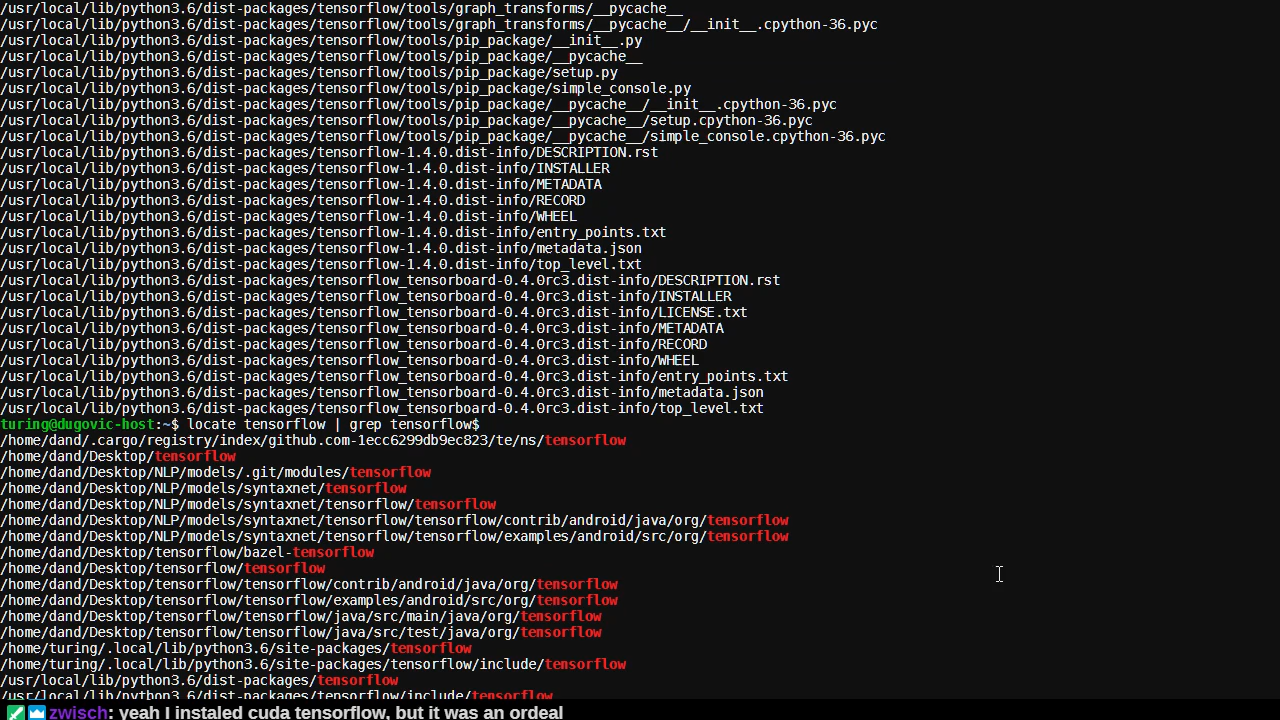 /usr/local/lib/python3.6/dist-packages/tensorflow/tools/graph_transforms/__pycache__
/usr/local/lib/python3.6/dist-packages/tensorflow/tools/graph_transforms/__pycache__/__init__.cpython-36.pyc
/usr/local/lib/python3.6/dist-packages/tensorflow/tools/pip_package/__init__.py
/usr/local/lib/python3.6/dist-packages/tensorflow/tools/pip_package/__pycache__
/usr/local/lib/python3.6/dist-packages/tensorflow/tools/pip_package/setup.py
/usr/local/lib/python3.6/dist-packages/tensorflow/tools/pip_package/simple_console.py
/usr/local/lib/python3.6/dist-packages/tensorflow/tools/pip_package/__pycache__/__init__.cpython-36.pyc
/usr/local/lib/python3.6/dist-packages/tensorflow/tools/pip_package/__pycache__/setup.cpython-36.pyc
/usr/local/lib/python3.6/dist-packages/tensorflow/tools/pip_package/__pycache__/simple_console.cpython-36.pyc
/usr/local/lib/python3.6/dist-packages/tensorflow-1.4.0.dist-info/DESCRIPTION.rst
/usr/local/lib/python3.6/dist-packages/tensorflow-1.4.0.dist-info/INSTALLER
/usr/local/lib/python3.6/dist-packages/tensorflow-1.4.0.dist-info/METADATA
/usr/local/lib/python3.6/dist-packages/tensorflow-1.4.0.dist-info/RECORD
/usr/local/lib/python3.6/dist-packages/tensorflow-1.4.0.dist-info/WHEEL
/usr/local/lib/python3.6/dist-packages/tensorflow-1.4.0.dist-info/entry_points.txt
/usr/local/lib/python3.6/dist-packages/tensorflow-1.4.0.dist-info/metadata.json
/usr/local/lib/python3.6/dist-packages/tensorflow-1.4.0.dist-info/top_level.txt
/usr/local/lib/python3.6/dist-packages/tensorflow_tensorboard-0.4.0rc3.dist-info/DESCRIPTION.rst
/usr/local/lib/python3.6/dist-packages/tensorflow_tensorboard-0.4.0rc3.dist-info/INSTALLER
/usr/local/lib/python3.6/dist-packages/tensorflow_tensorboard-0.4.0rc3.dist-info/LICENSE.txt
/usr/local/lib/python3.6/dist-packages/tensorflow_tensorboard-0.4.0rc3.dist-info/METADATA
/usr/local/lib/python3.6/dist-packages/tensorflow_tensorboard-0.4.0rc3.dist-info/RECORD
/usr/local/lib/python3.6/dist-packages/tensorflow_tensorboard-0.4.0rc3.dist-info/WHEEL
/usr/local/lib/python3.6/dist-packages/tensorflow_tensorboard-0.4.0rc3.dist-info/entry_points.txt
/usr/local/lib/python3.6/dist-packages/tensorflow_tensorboard-0.4.0rc3.dist-info/metadata.json
/usr/local/lib/python3.6/dist-packages/tensorflow_tensorboard-0.4.0rc3.dist-info/top_level.txt
turing@dugovic-host:~$ locate tensorflow | grep tensorflow$
/home/dand/.cargo/registry/index/github.com-1ecc6299db9ec823/te/ns/tensorflow
/home/dand/Desktop/tensorflow
/home/dand/Desktop/NLP/models/.git/modules/tensorflow
/home/dand/Desktop/NLP/models/syntaxnet/tensorflow
/home/dand/Desktop/NLP/models/syntaxnet/tensorflow/tensorflow
/home/dand/Desktop/NLP/models/syntaxnet/tensorflow/tensorflow/contrib/android/java/org/tensorflow
/home/dand/Desktop/NLP/models/syntaxnet/tensorflow/tensorflow/examples/android/src/org/tensorflow
/home/dand/Desktop/tensorflow/bazel-tensorflow
/home/dand/Desktop/tensorflow/tensorflow
/home/dand/Desktop/tensorflow/tensorflow/contrib/android/java/org/tensorflow
/home/dand/Desktop/tensorflow/tensorflow/examples/android/src/org/tensorflow
/home/dand/Desktop/tensorflow/tensorflow/java/src/main/java/org/tensorflow
/home/dand/Desktop/tensorflow/tensorflow/java/src/test/java/org/tensorflow
/home/turing/.local/lib/python3.6/site-packages/tensorflow
/home/turing/.local/lib/python3.6/site-packages/tensorflow/include/tensorflow
/usr/local/lib/python3.6/dist-packages/tensorflow
/usr/local/lib/python3.6/dist-packages/tensorflow/include/tensorflow
zwisch: yeah I instaled cuda tensorflow, but it was an ordeal